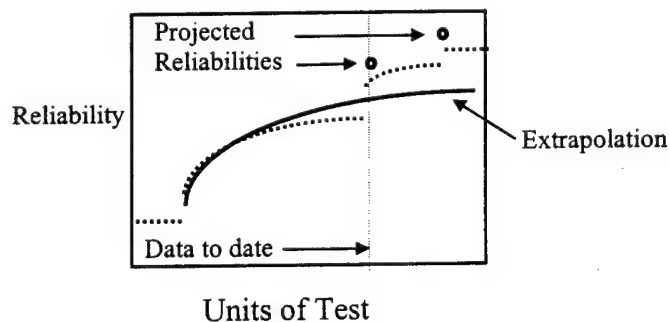 Projected
Reliabilities
Reliability
Extrapolation
Data to date
Units of Test